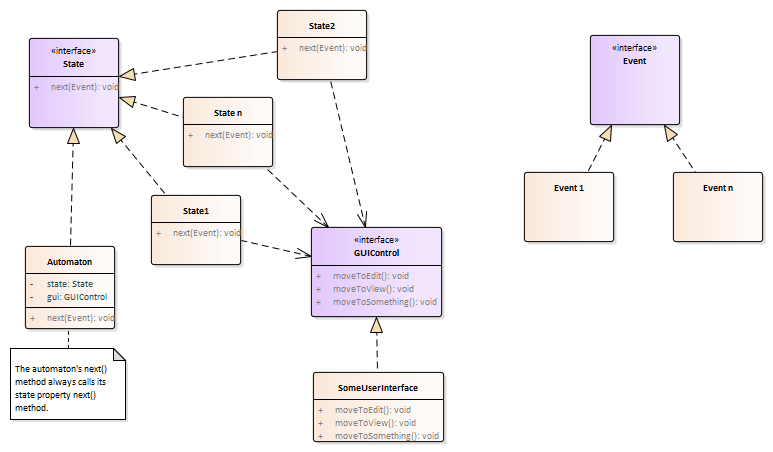 State2
+ next(Event): void
«interface»
State
+ next(Event): void
«interface»
Event
State n
+ next(Event): void
Event 1
Event n
State1
+ next(Event): void
«interface»
GUIControl
+ moveToEdit(): void
+ moveToView(): void
+ moveToSomething(): void
Automaton
- state: State
- gui: GUIControl
+ next(Event): void
The automaton's next()
method always calls its
state property next()
method.
SomeUserInterface
+ moveToEdit(): void
+ moveToView(): void
+ moveToSomething(): void